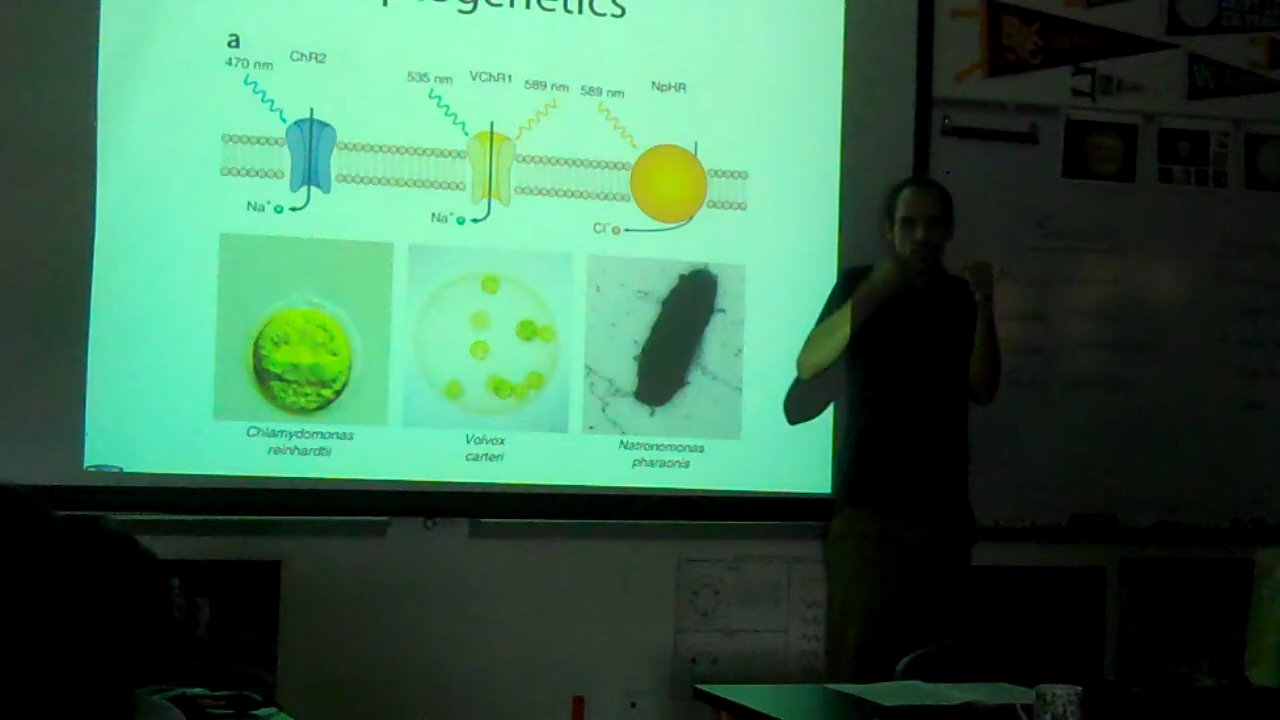 ptogenetics
a
470 nm
ChR2
535 nm
VChR1
589 nm
589 nm
NpHR
Na+
Na+
Cl-
Chlamydomonas
reinhardtii
Volvox
carteri
Natronomonas
pharaonis